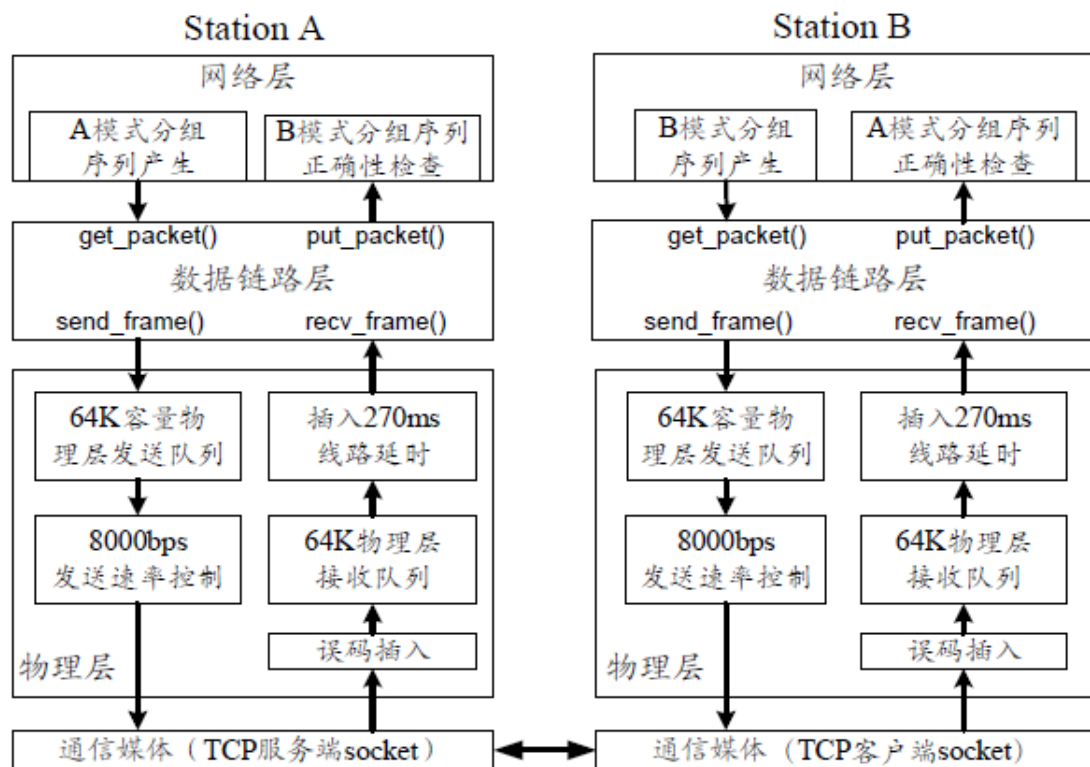 Station A
网络层
A模式分组
序列产生
B模式分组序列
正确性检查
get_packet()
put_packet()
数据链路层
send_frame()
recv_frame()
64K容量物
理层发送队列
插入270ms
线路延时
8000bps
发送速率控制
64K物理层
接收队列
误码插入
物理层
通信媒体（TCP服务端socket）
Station B
网络层
B模式分组
序列产生
A模式分组序列
正确性检查
get_packet()
put_packet()
数据链路层
send_frame()
recv_frame()
64K容量物
理层发送队列
插入270ms
线路延时
8000bps
发送速率控制
64K物理层
接收队列
误码插入
物理层
通信媒体（TCP客户端socket）